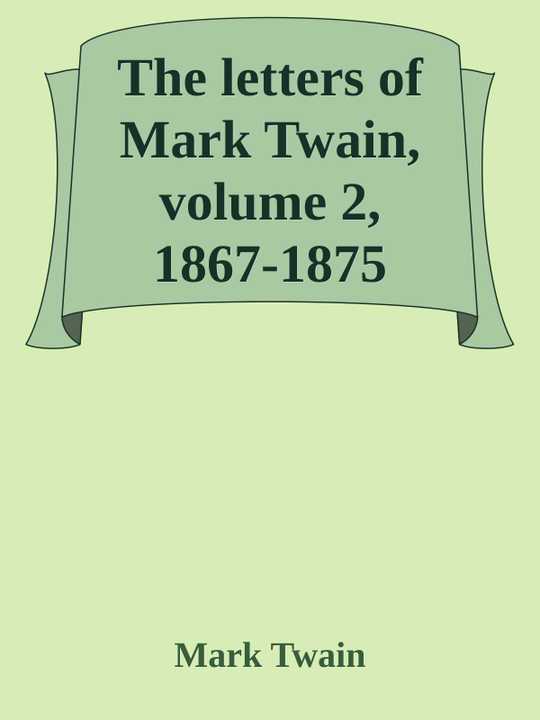 The letters of
Mark Twain,
volume 2,
1867-1875
Mark Twain